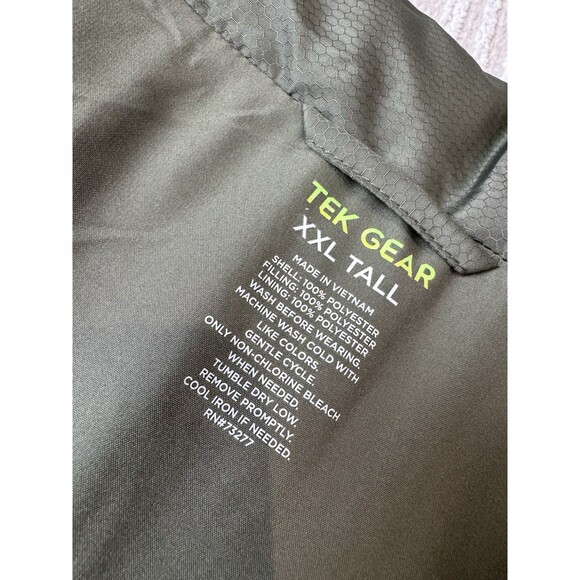 TEK GEAR
XXL TALL
MADE IN VIETNAM
SHELL: 100% POLYESTER
FILLING: 100% POLYESTER
LINING: 100% POLYESTER
WASH BEFORE WEARING.
MACHINE WASH COLD WITH
LIKE COLORS.
GENTLE CYCLE.
ONLY NON-CHLORINE BLEACH
WHEN NEEDED.
TUMBLE DRY LOW.
REMOVE PROMPTLY.
COOL IRON IF NEEDED.
RN#73277